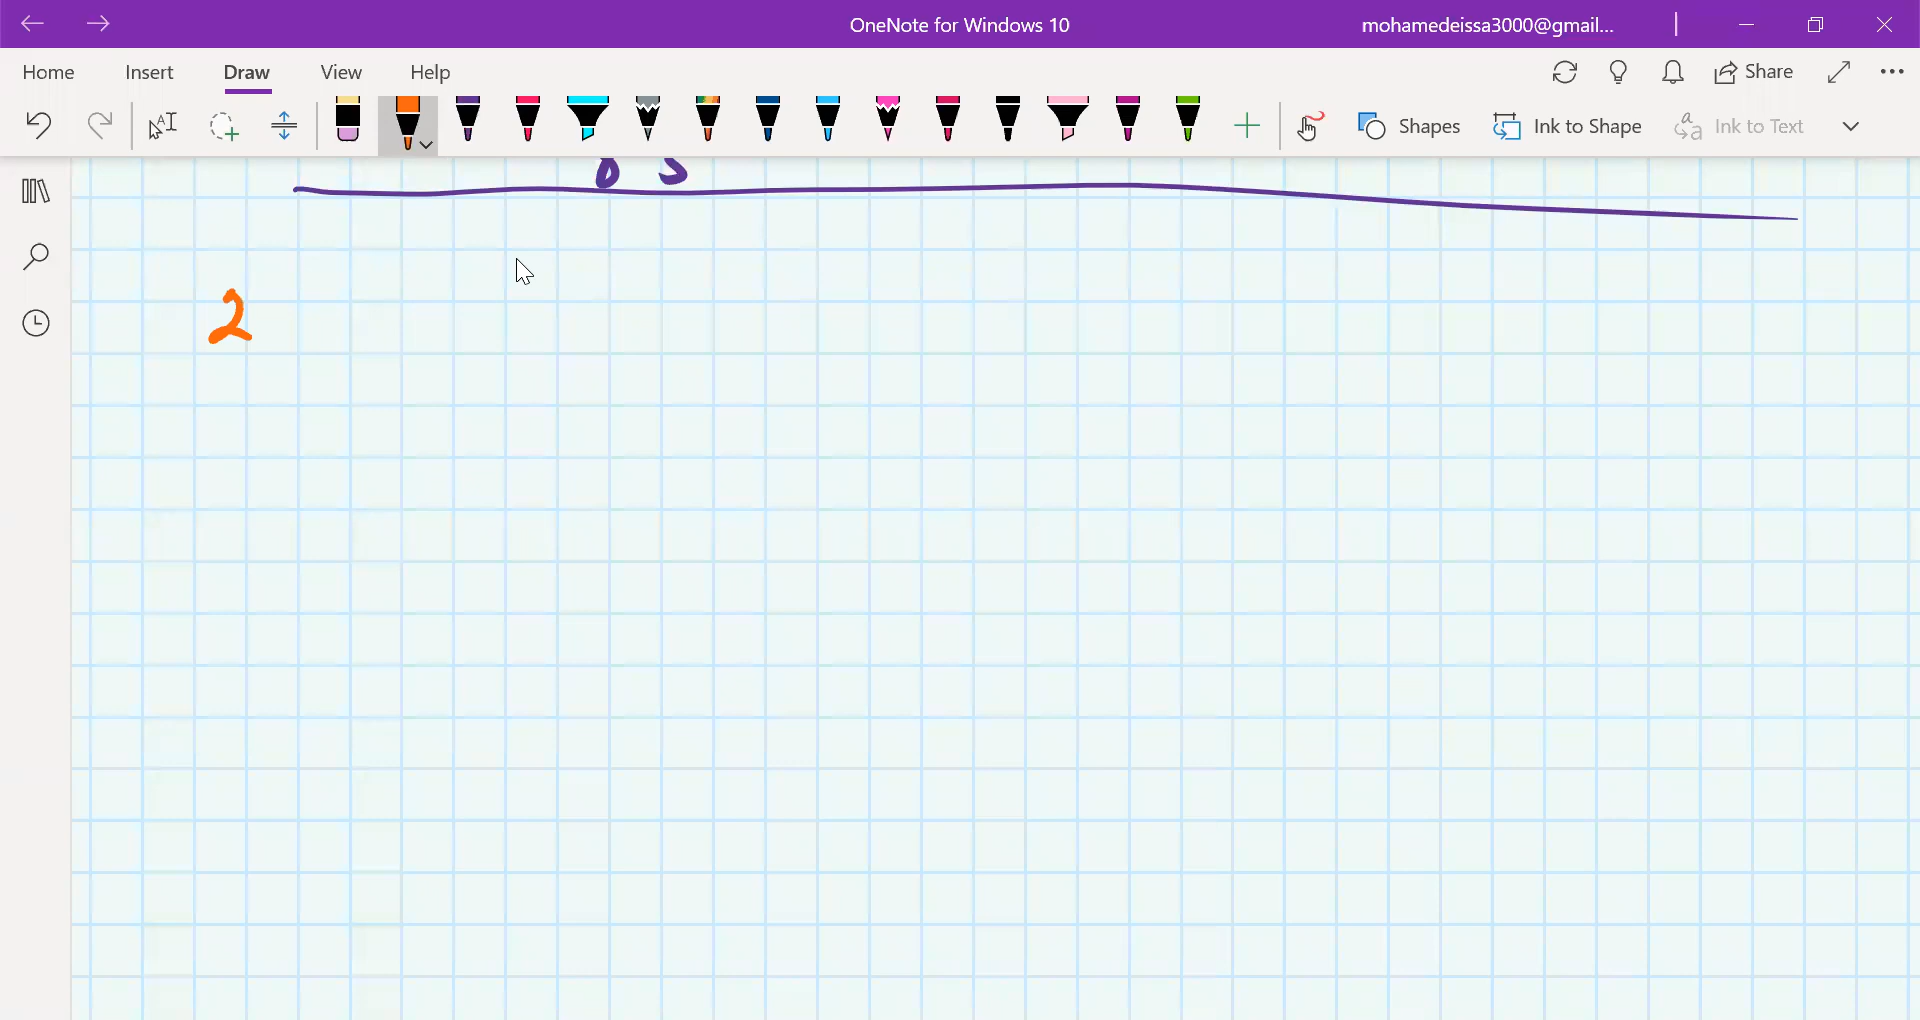 OneNote for Windows 10 mohamedeissa3000@gmail...
Home Insert Draw View Help Share
Shapes Ink to Shape Ink to Text
2